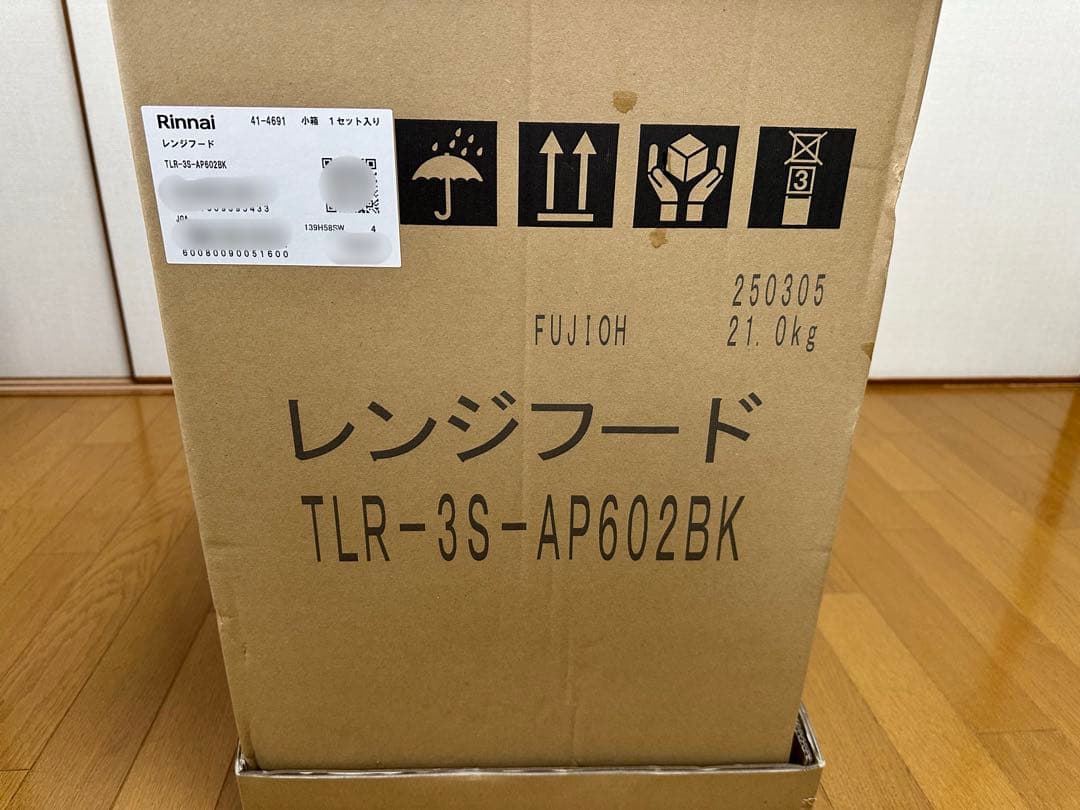 Rinnai 41-4691 小箱 1セット入り
レンジフード
TLR-3S-AP602BK
139H58SW 4
60080090051600
3
250305
FUJIOH 21.0kg
レンジフード
TLR-3S-AP602BK